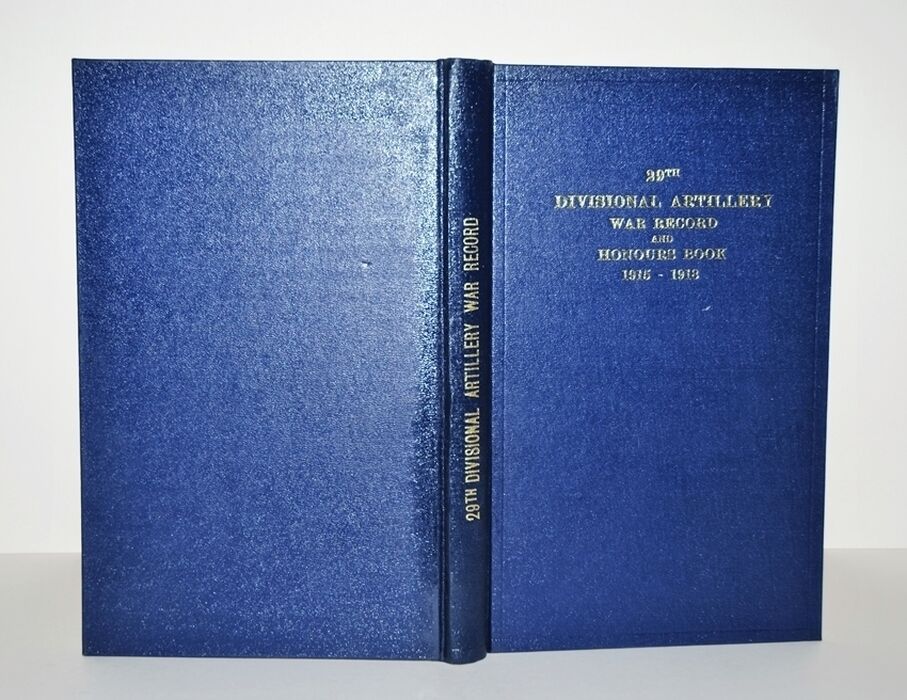 29TH DIVISIONAL ARTILLERY WAR RECORD
29TH
DIVISIONAL ARTILLERY
WAR RECORD
AND
HONOURS BOOK
1915 - 1918